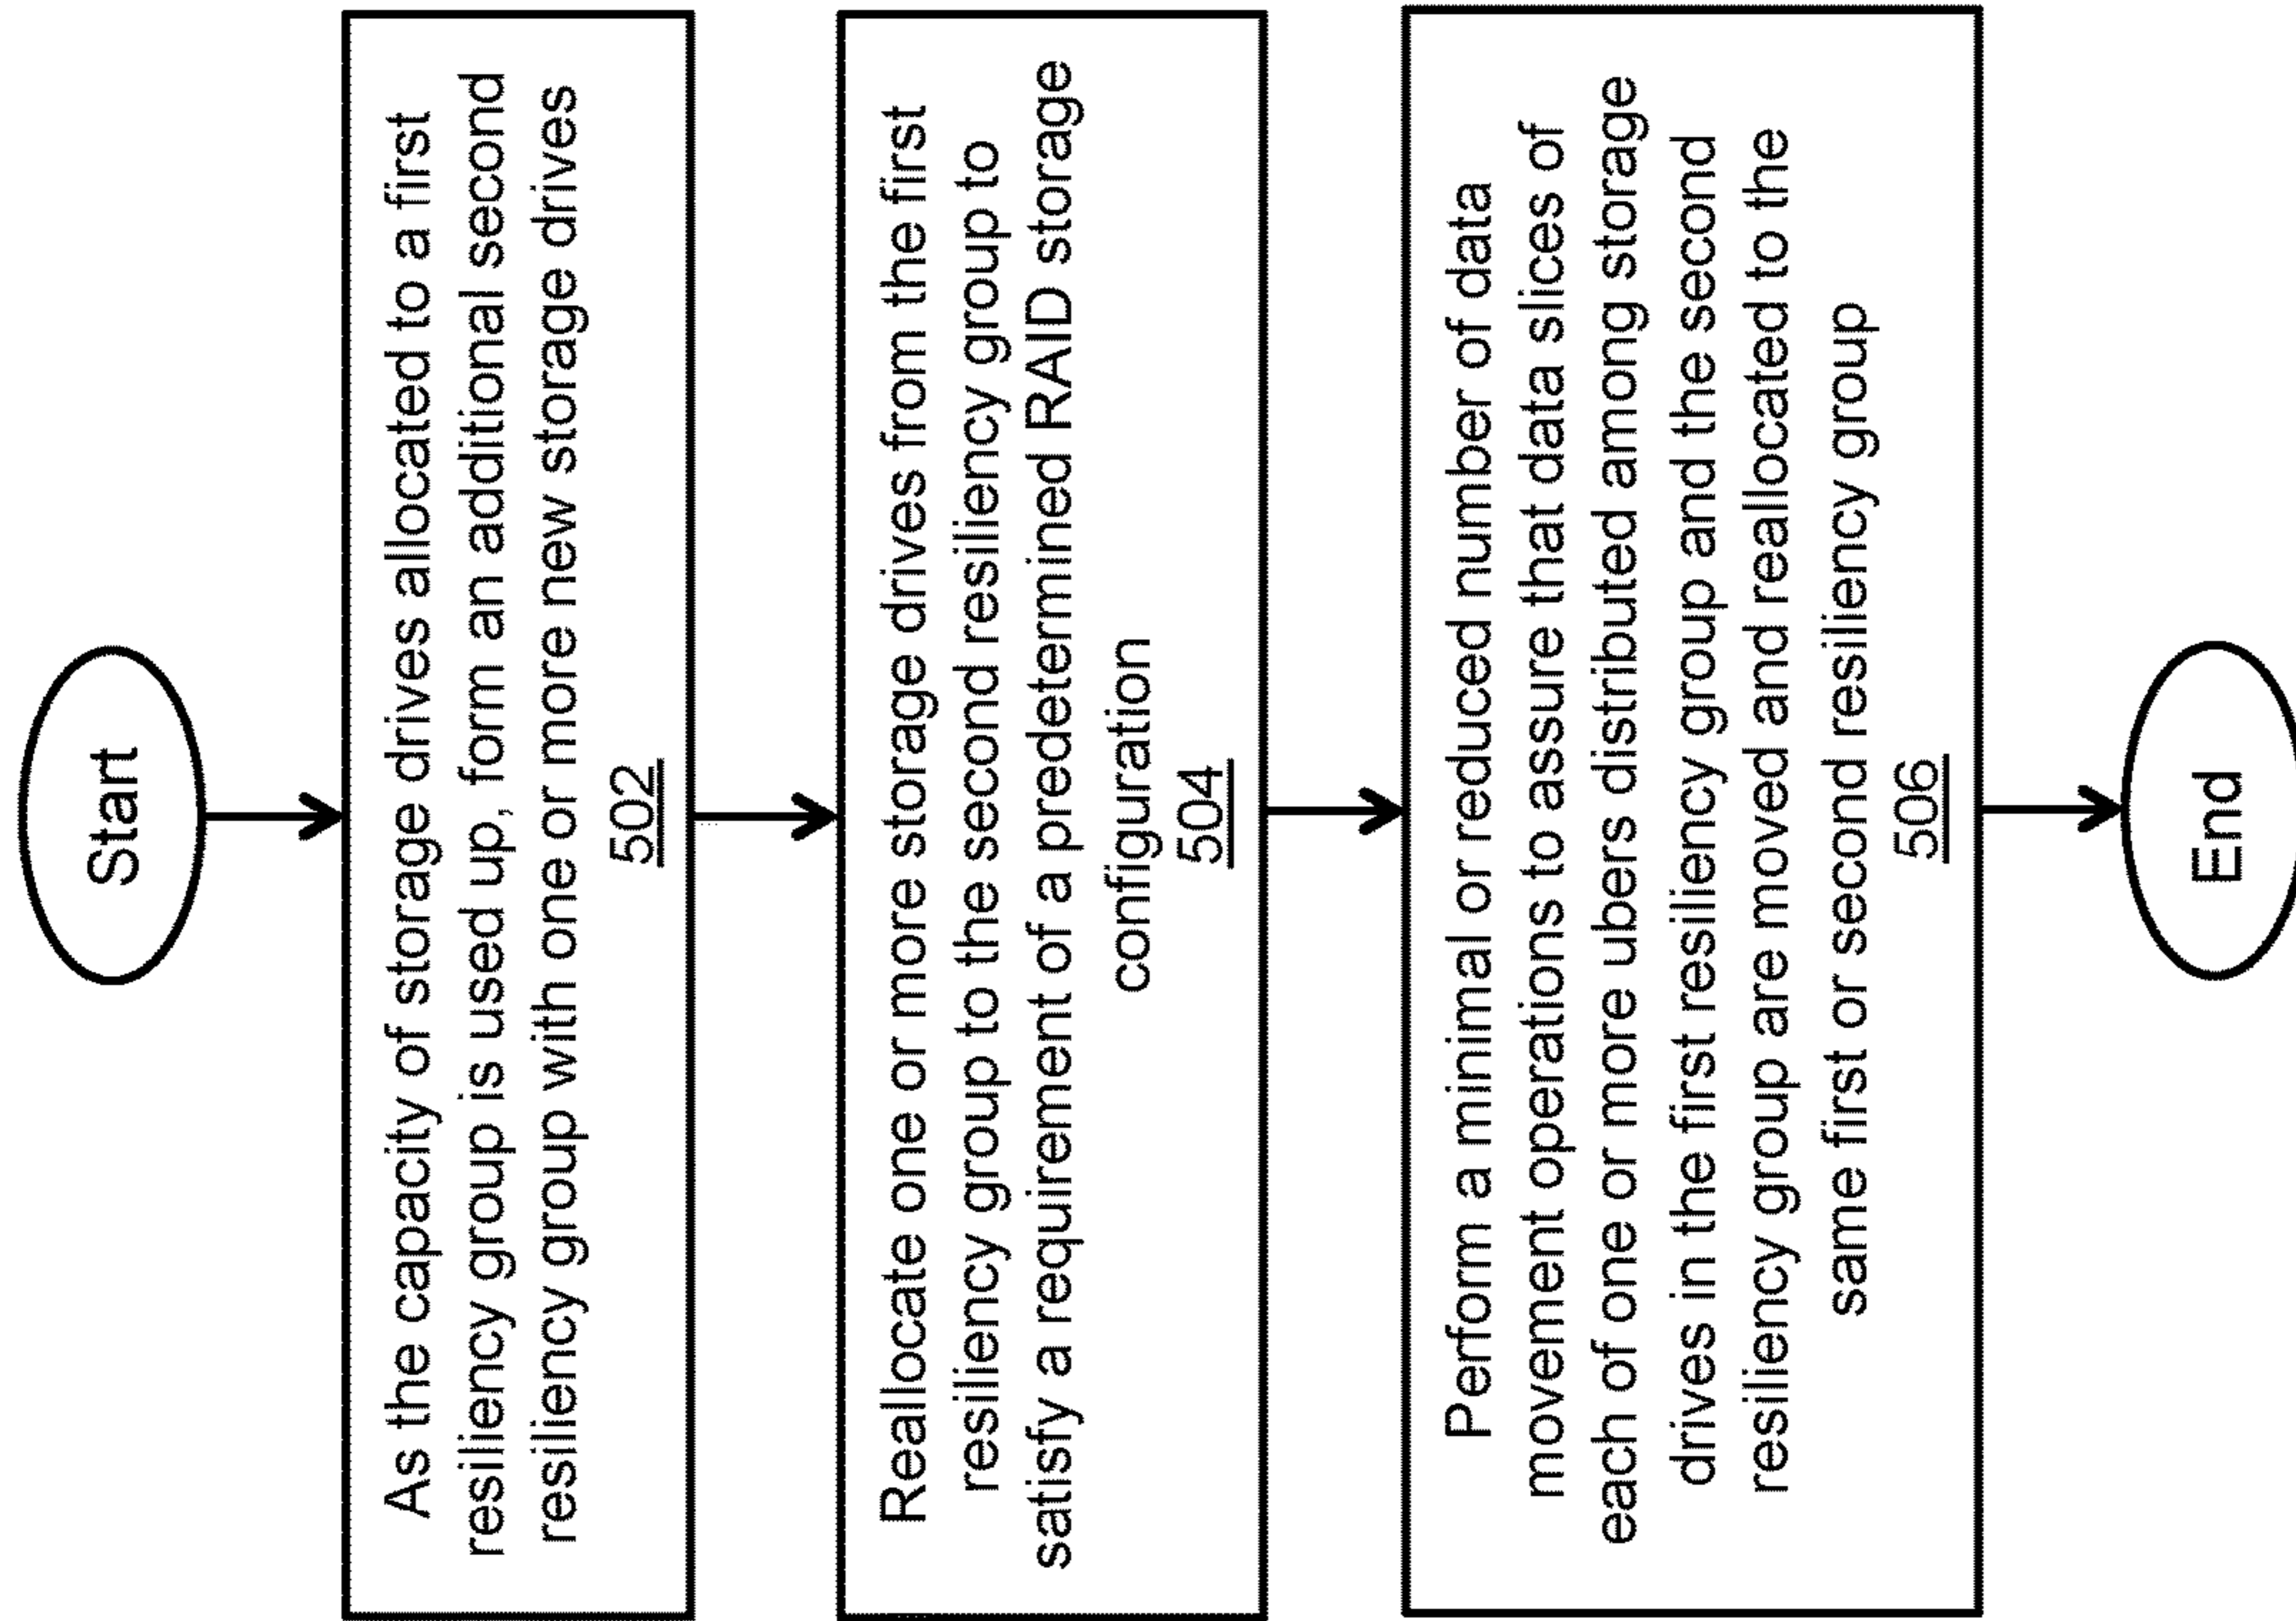 Start
As the capacity of storage drives allocated to a first
resiliency group is used up, form an additional second
resiliency group with one or more new storage drives
502
Reallocate one or more storage drives from the first
resiliency group to the second resiliency group to
satisfy a requirement of a predetermined RAID storage
configuration
504
Perform a minimal or reduced number of data
movement operations to assure that data slices of
each of one or more ubers distributed among storage
drives in the first resiliency group and the second
resiliency group are moved and reallocated to the
same first or second resiliency group
506
End